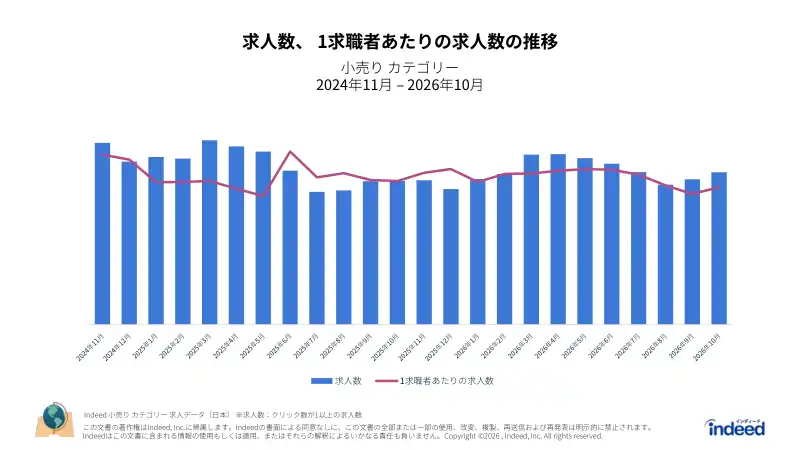 求人数、 1求職者あたりの求人数の推移
小売り カテゴリー
2024年11月 – 2026年10月
2024年11月
2024年12月
2025年1月
2025年2月
2025年3月
2025年4月
2025年5月
2025年6月
2025年7月
2025年8月
2025年9月
2025年10月
2025年11月
2025年12月
2026年1月
2026年2月
2026年3月
2026年4月
2026年5月
2026年6月
2026年7月
2026年8月
2026年9月
2026年10月
求人数
1求職者あたりの求人数
Indeed 小売り カテゴリー 求人データ（日本） ※求人数：クリック数が1以上の求人数
この文書の著作権はIndeed, Inc.に帰属します。Indeedの書面による同意なしに、この文書の全部または一部の使用、改変、複製、再送信および再発表は明示的に禁止されます。
Indeedはこの文書に含まれる情報の使用もしくは適用、またはそれらの解釈によるいかなる責任も負いません。Copyright ©2026 , Indeed, Inc. All rights reserved.
インディード
indeed